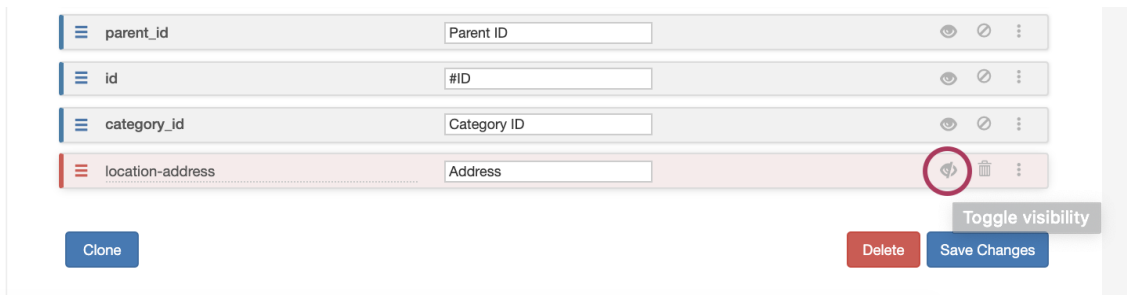 parent_id Parent ID
id #ID
category_id Category ID
location-address Address
Toggle visibility
Clone Delete Save Changes